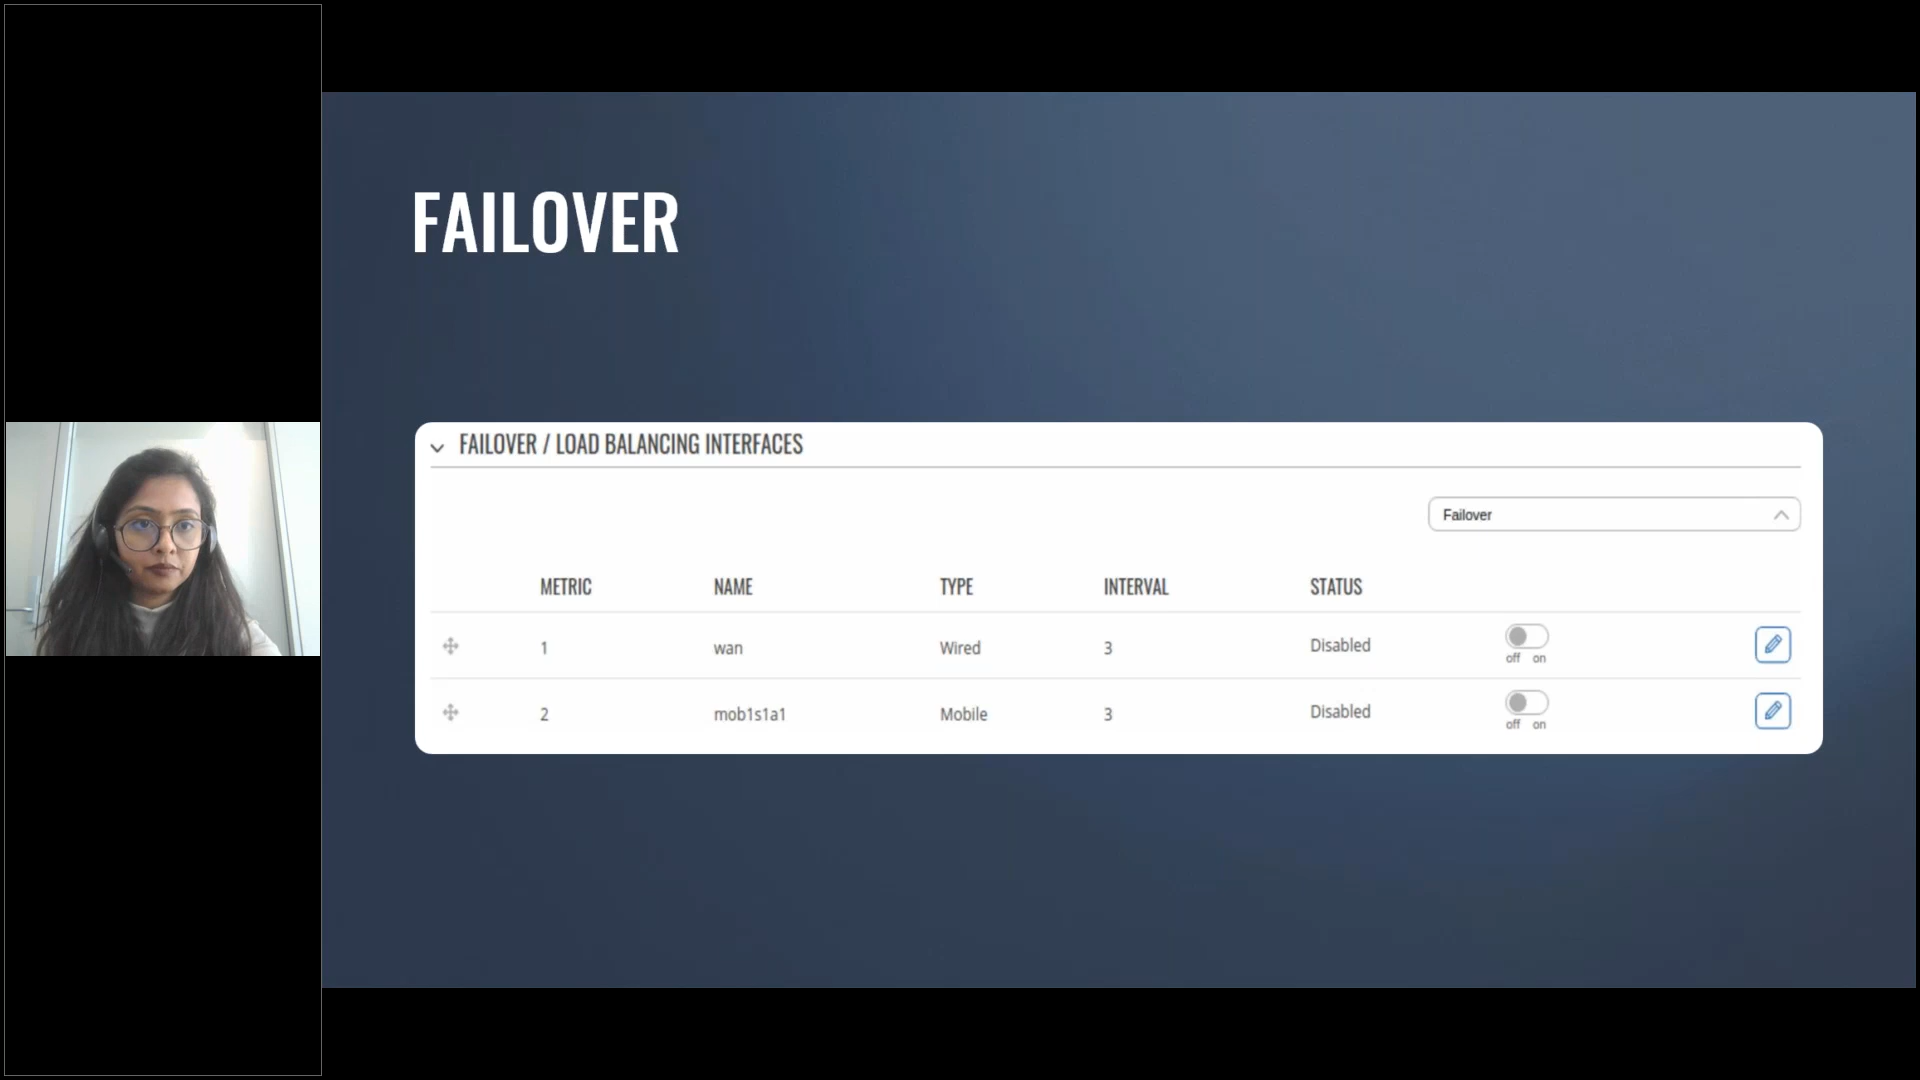 FAILOVER
FAILOVER / LOAD BALANCING INTERFACES
Failover
METRIC NAME TYPE INTERVAL STATUS
1 wan Wired 3 Disabled off on
2 mob1s1a1 Mobile 3 Disabled off on